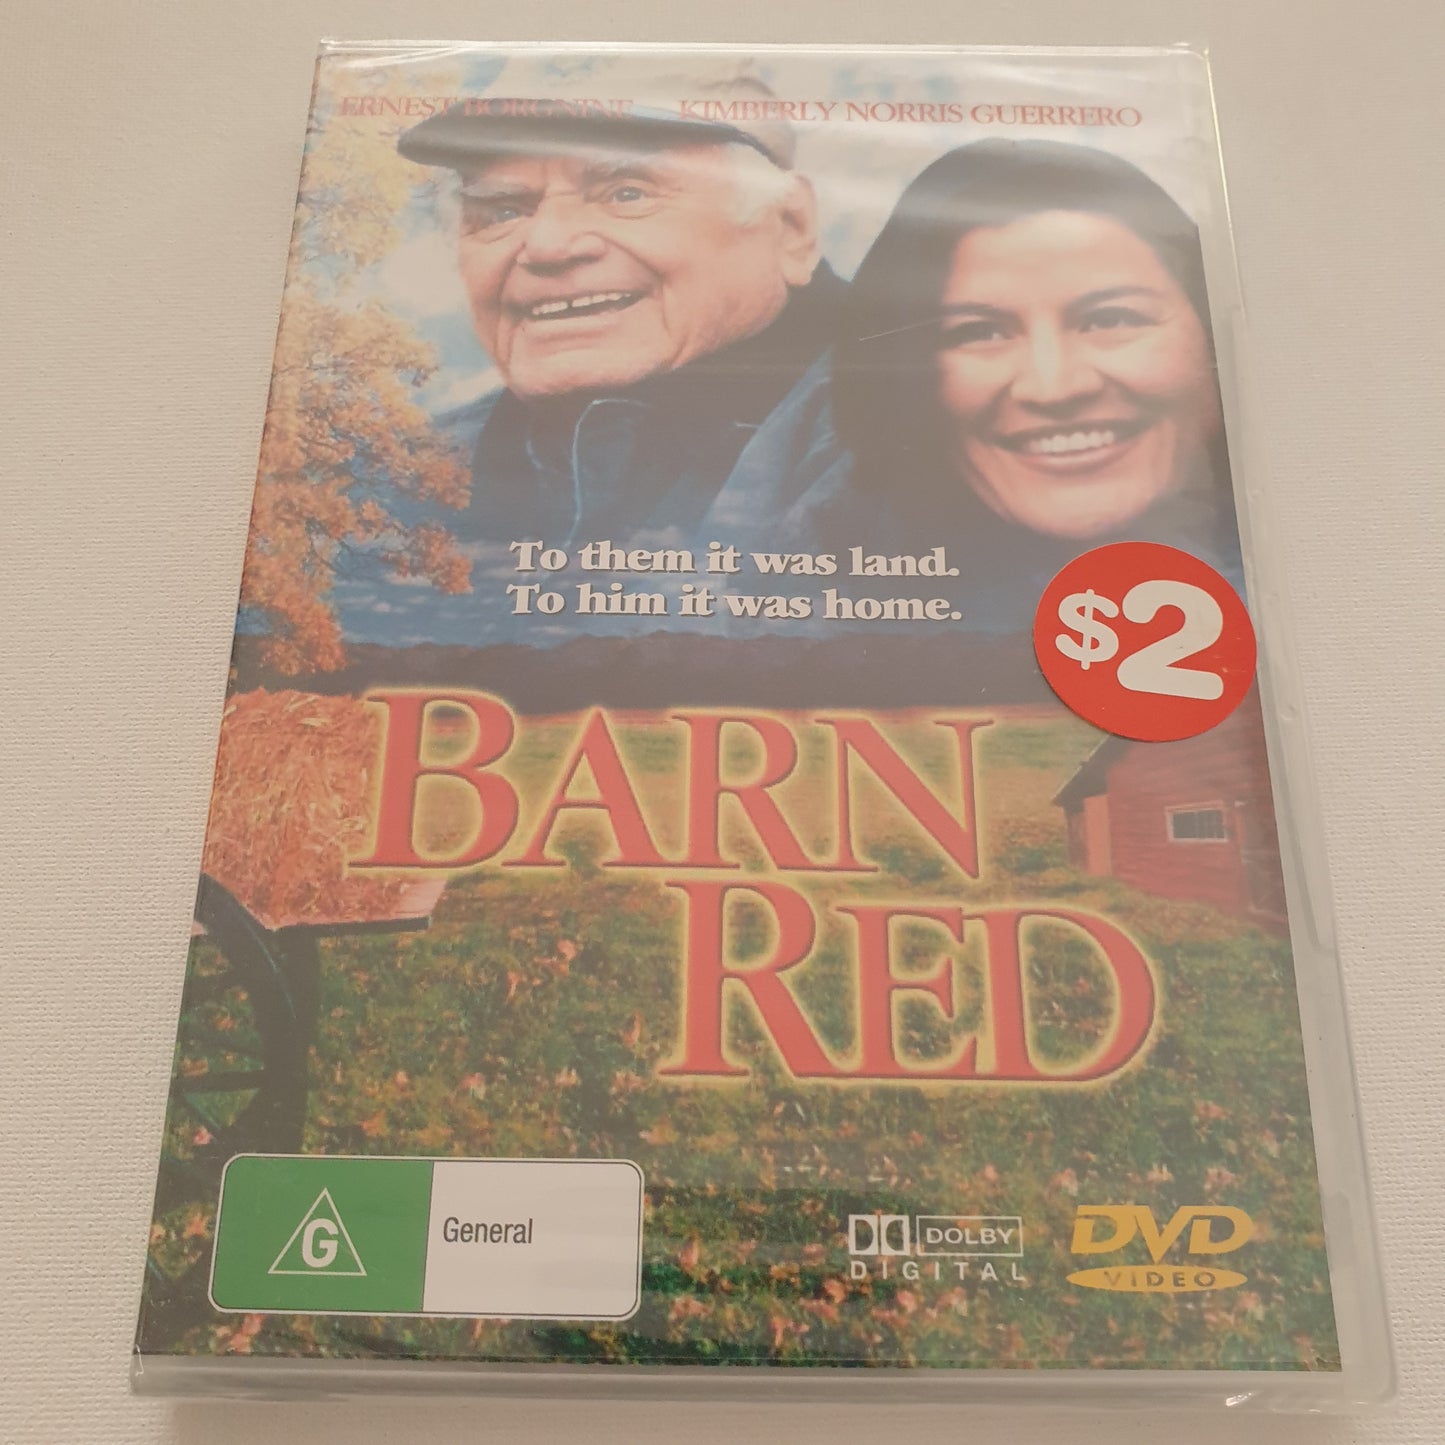 ERNEST BORGNINE KIMBERLY NORRIS GUERRERO
To them it was land.
To him it was home.
$2
BARN
RED
G General
DOLBY
DIGITAL
DVD
VIDEO